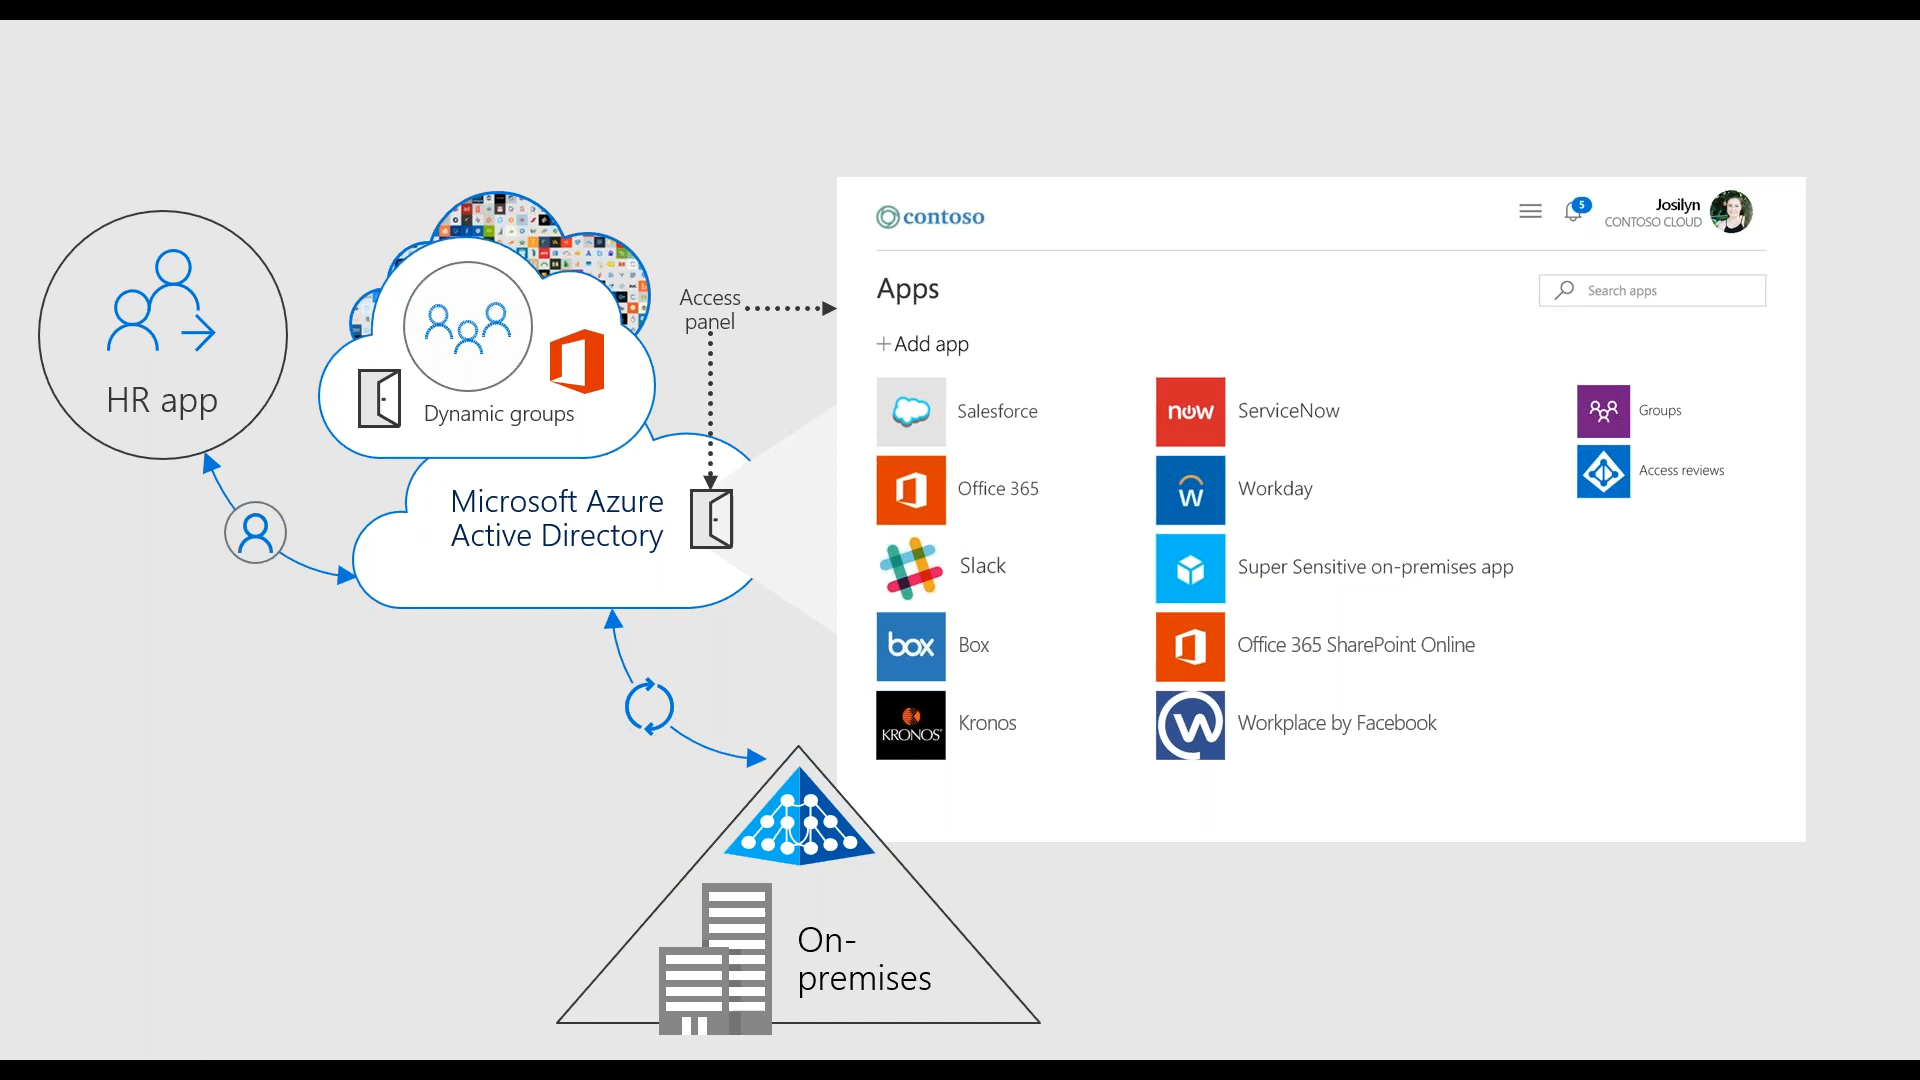 HR app
Dynamic groups
Access
panel
Microsoft Azure
Active Directory
On-
premises
contoso
5
Josilyn
CONTOSO CLOUD
Apps
Search apps
+Add app
Salesforce
now
ServiceNow
Groups
Office 365
W
Workday
Access reviews
Slack
Super Sensitive on-premises app
box
Box
Office 365 SharePoint Online
KRONOS
Kronos
W
Workplace by Facebook